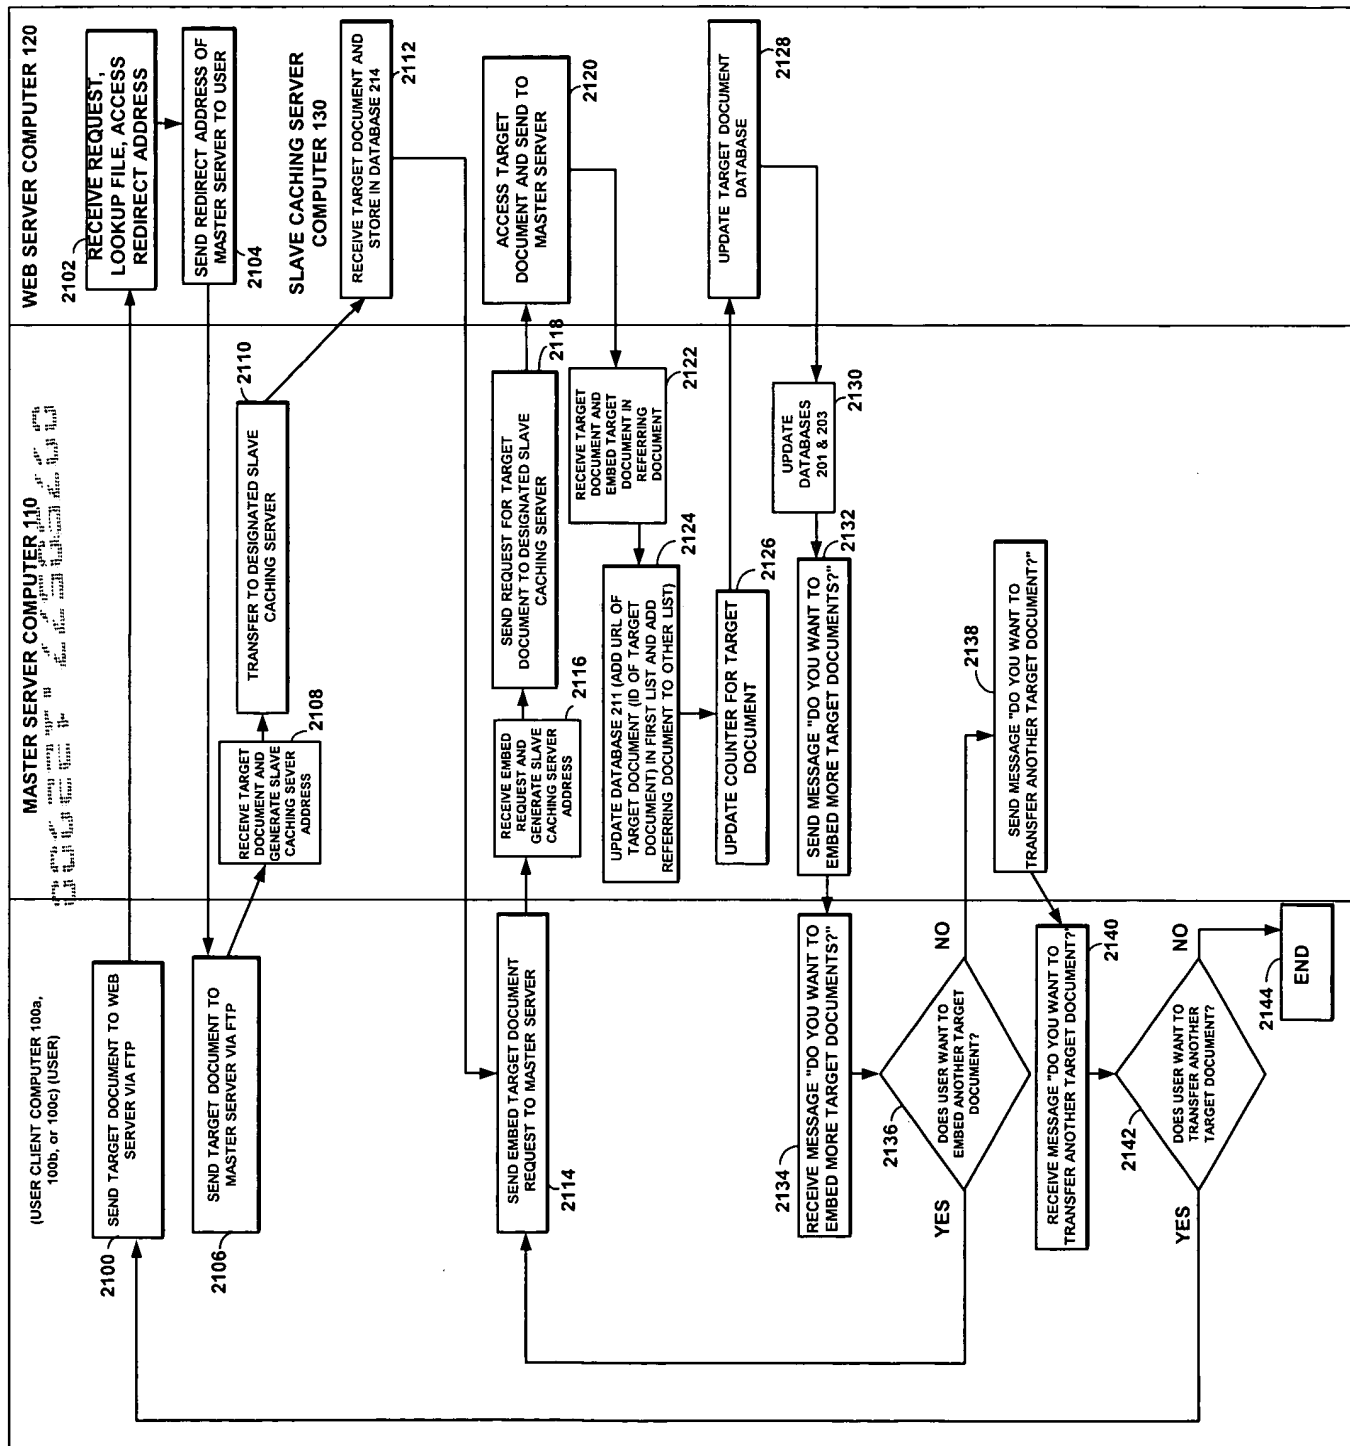 (USER CLIENT COMPUTER 100a,
100b, or 100c) (USER)
MASTER SERVER COMPUTER 110
WEB SERVER COMPUTER 120
2100
SEND TARGET DOCUMENT TO WEB
SERVER VIA FTP
2102
RECEIVE REQUEST,
LOOKUP FILE, ACCESS
REDIRECT ADDRESS
SEND REDIRECT ADDRESS OF
MASTER SERVER TO USER
2104
2106
SEND TARGET DOCUMENT TO
MASTER SERVER VIA FTP
RECEIVE TARGET
DOCUMENT AND
GENERATE SLAVE
CACHING SEVER
ADDRESS
2108
TRANSFER TO DESIGNATED SLAVE
CACHING SERVER
2110
SLAVE CACHING SERVER
COMPUTER 130
RECEIVE TARGET DOCUMENT AND
STORE IN DATABASE 214
2112
SEND EMBED TARGET DOCUMENT
REQUEST TO MASTER SERVER
2114
RECEIVE EMBED
REQUEST AND
GENERATE SLAVE
CACHING SERVER
ADDRESS
2116
SEND REQUEST FOR TARGET
DOCUMENT TO DESIGNATED SLAVE
CACHING SERVER
2118
ACCESS TARGET
DOCUMENT AND SEND TO
MASTER SERVER
2120
RECEIVE TARGET
DOCUMENT AND
EMBED TARGET
DOCUMENT IN
REFERRING
DOCUMENT
2122
UPDATE DATABASE 211 (ADD URL OF
TARGET DOCUMENT (ID OF TARGET
DOCUMENT) IN FIRST LIST AND ADD
REFERRING DOCUMENT TO OTHER LIST)
2124
UPDATE COUNTER FOR TARGET
DOCUMENT
2126
UPDATE TARGET DOCUMENT
DATABASE
2128
UPDATE
DATABASES
201 & 203
2130
SEND MESSAGE "DO YOU WANT TO
EMBED MORE TARGET DOCUMENTS?"
2132
2134
RECEIVE MESSAGE "DO YOU WANT TO
EMBED MORE TARGET DOCUMENTS?"
2136
DOES USER WANT TO
EMBED ANOTHER TARGET
DOCUMENT?
YES
NO
2138
SEND MESSAGE "DO YOU WANT TO
TRANSFER ANOTHER TARGET DOCUMENT?"
RECEIVE MESSAGE "DO YOU WANT TO
TRANSFER ANOTHER TARGET DOCUMENT?"
2140
2142
DOES USER WANT TO
TRANSFER ANOTHER
TARGET DOCUMENT?
YES
NO
2144
END